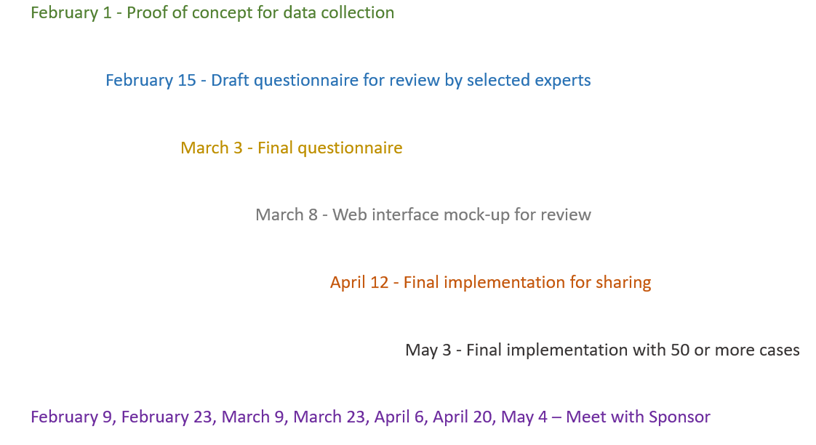 February 1 - Proof of concept for data collection
February 15 - Draft questionnaire for review by selected experts
March 3 - Final questionnaire
March 8 - Web interface mock-up for review
April 12 - Final implementation for sharing
May 3 - Final implementation with 50 or more cases
February 9, February 23, March 9, March 23, April 6, April 20, May 4 – Meet with Sponsor